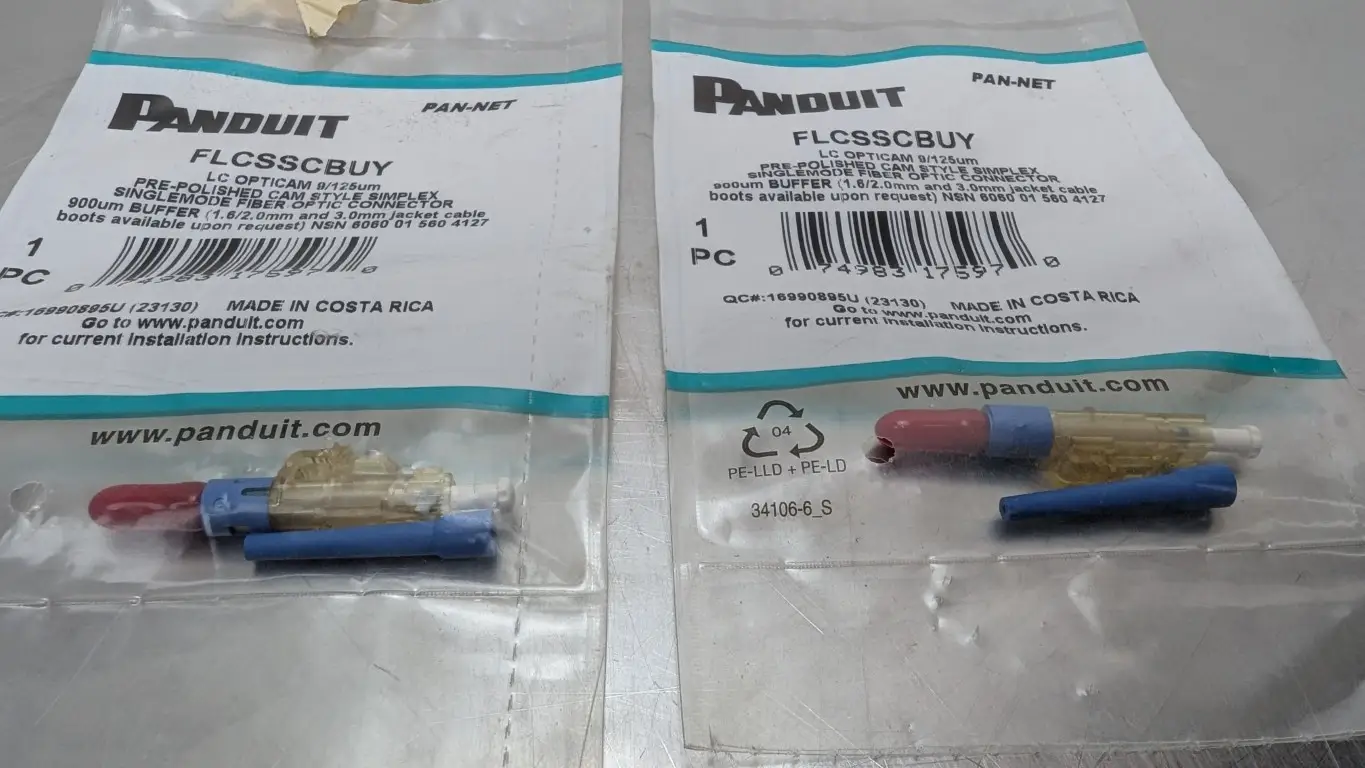 PANDUIT PAN-NET
FLCSSCBUY
LC OPTICAM 9/125um
PRE-POLISHED CAM STYLE SIMPLEX
SINGLEMODE FIBER OPTIC CONNECTOR
900um BUFFER (1.6/2.0mm and 3.0mm jacket cable
boots available upon request) NSN 6060 01 560 4127
1
PC
0 74983 17597 0
C#:16990895U (23130) MADE IN COSTA RICA
Go to www.panduit.com
for current installation instructions.
www.panduit.com
PANDUIT PAN-NET
FLCSSCBUY
LC OPTICAM 9/125um
PRE-POLISHED CAM STYLE SIMPLEX
SINGLEMODE FIBER OPTIC CONNECTOR
900um BUFFER (1.6/2.0mm and 3.0mm jacket cable
boots available upon request) NSN 6060 01 560 4127
1
PC
0 74983 17597 0
QC#:16990895U (23130) MADE IN COSTA RICA
Go to www.panduit.com
for current installation instructions.
www.panduit.com
04
PE-LLD + PE-LD
34106-6_S